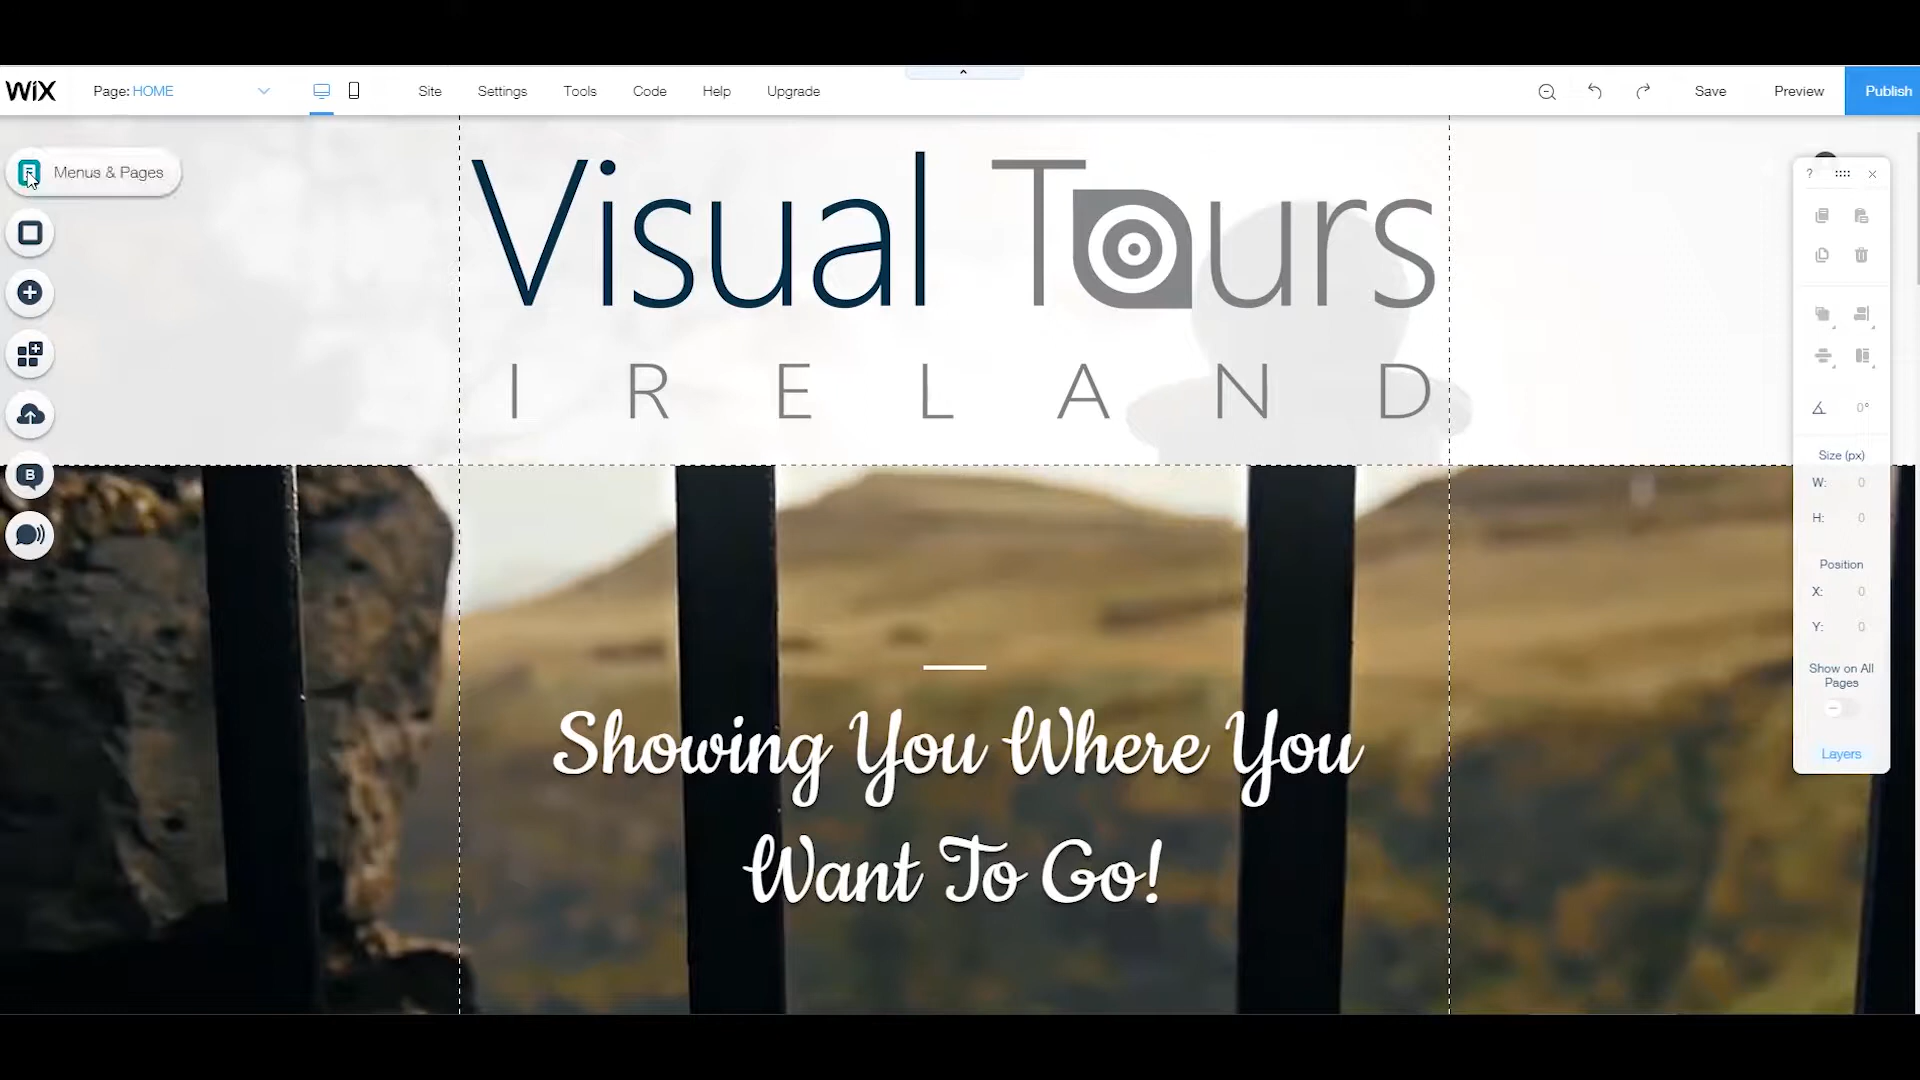 WiX Page: HOME Site Settings Tools Code Help Upgrade Save Preview Publish
Menus & Pages
Visual Tours
IRELAND
B
Showing You Where You
Want To Go!
?
0°
Size (px)
W: 0
H: 0
Position
X: 0
Y: 0
Show on All
Pages
Layers